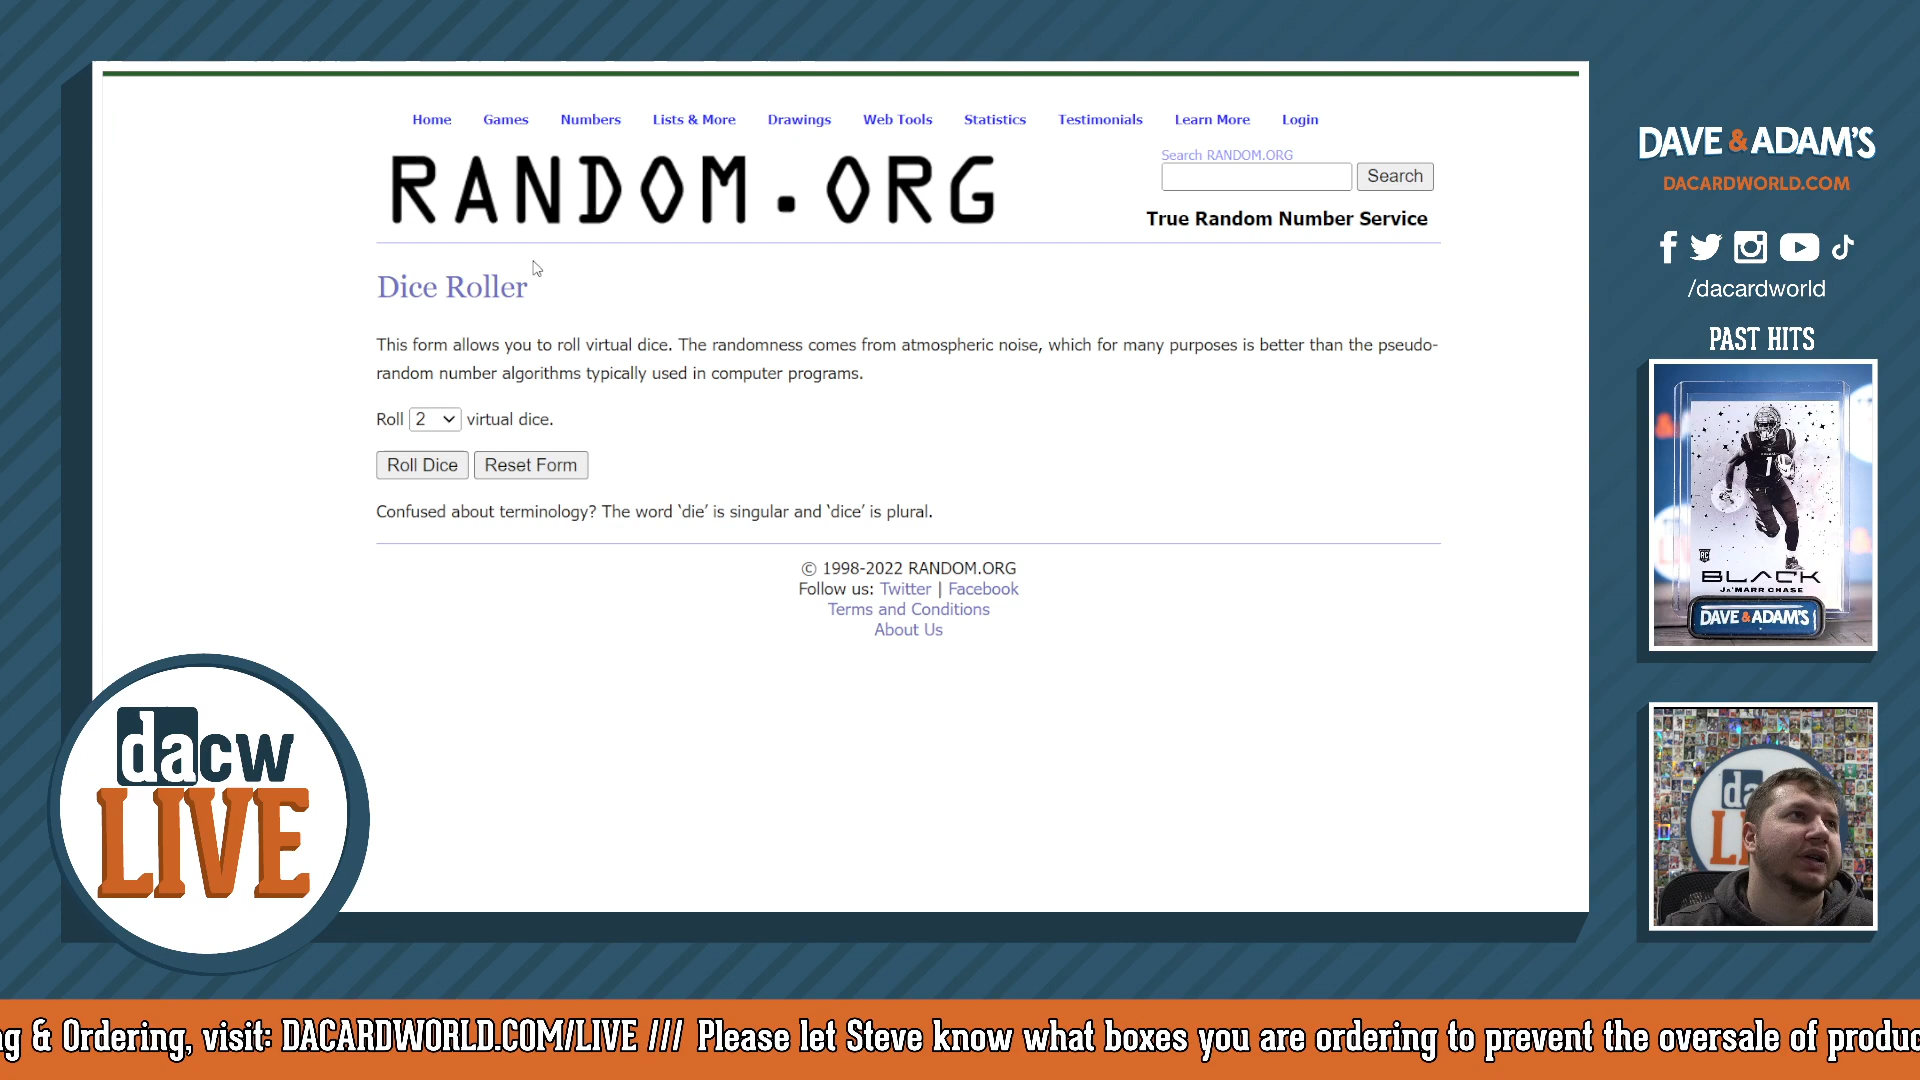 Home Games Numbers Lists & More Drawings Web Tools Statistics Testimonials Learn More Login
RANDOM.ORG
Search RANDOM.ORG
Search
True Random Number Service
Dice Roller
This form allows you to roll virtual dice. The randomness comes from atmospheric noise, which for many purposes is better than the pseudo-
random number algorithms typically used in computer programs.
Roll 2 virtual dice.
Roll Dice Reset Form
Confused about terminology? The word ‘die’ is singular and ‘dice’ is plural.
© 1998-2022 RANDOM.ORG
Follow us: Twitter | Facebook
Terms and Conditions
About Us
dacw
LIVE
DAVE & ADAM'S
DACARDWORLD.COM
/dacardworld
PAST HITS
1
RC
BLACK
JA'MARR CHASE
DAVE & ADAM'S
da
L
g & Ordering, visit: DACARDWORLD.COM/LIVE /// Please let Steve know what boxes you are ordering to prevent the oversale of produc